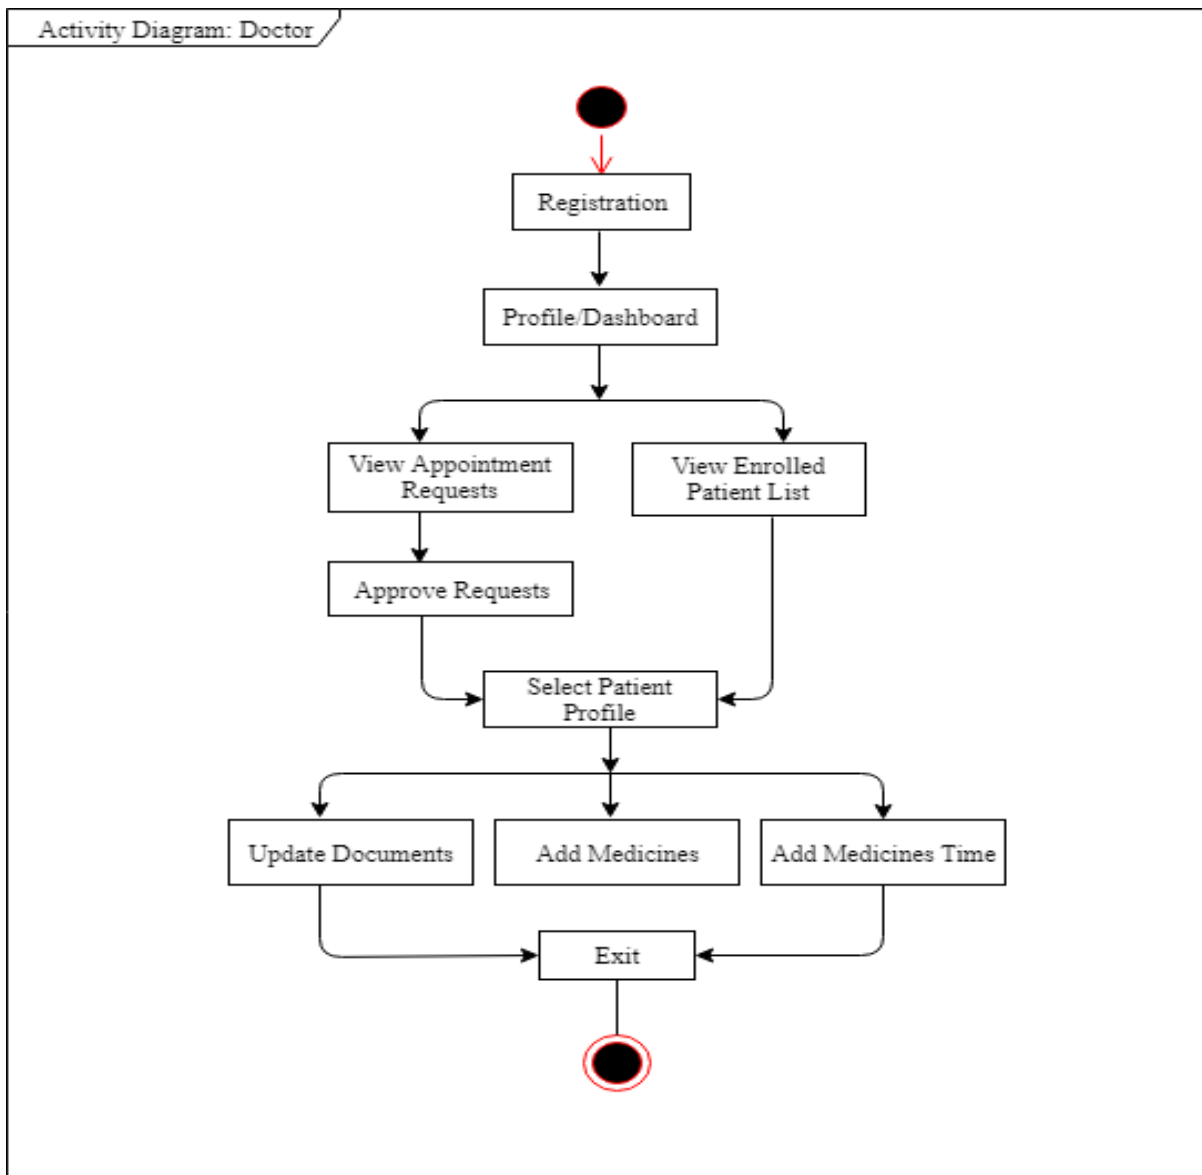 Activity Diagram: Doctor
Registration
Profile/Dashboard
View Appointment
Requests
View Enrolled
Patient List
Approve Requests
Select Patient
Profile
Update Documents
Add Medicines
Add Medicines Time
Exit